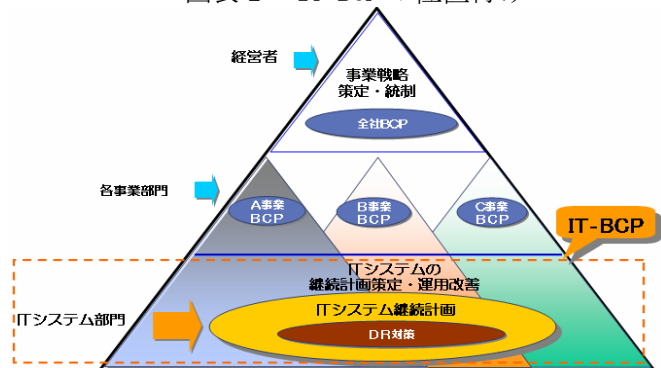 経営者
事業戦略
策定・統制
全社BCP
各事業部門
A事業
BCP
B事業
BCP
C事業
BCP
IT-BCP
ITシステムの
継続計画策定・運用改善
ITシステム部門
ITシステム継続計画
DR対策